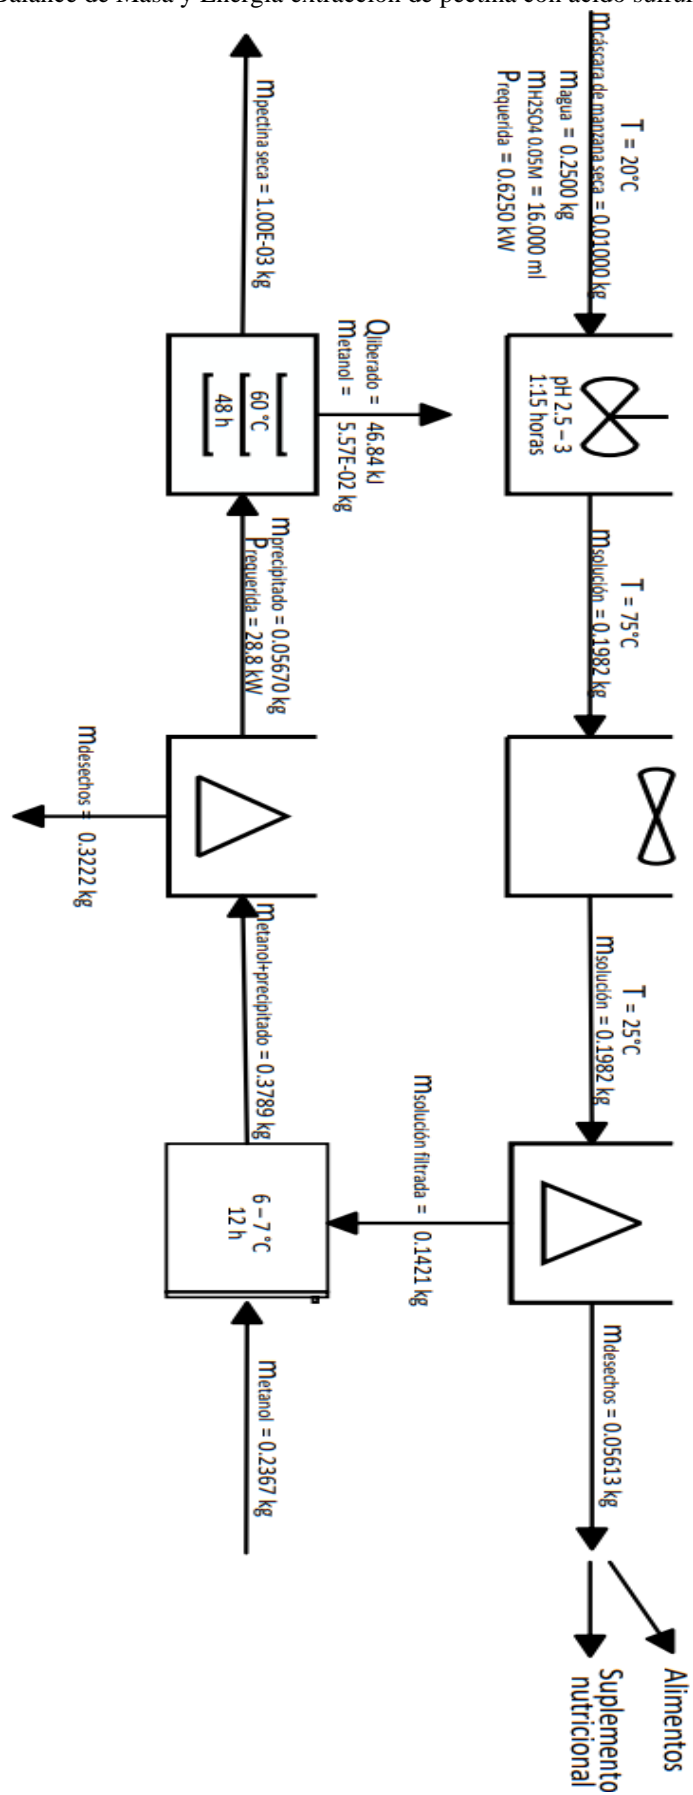 Balance de Masa y Energía extracción de pectina con ácido sulfúr
T = 20°C
mcáscara de manzana seca = 0.01000 kg
magua = 0.2500 kg
mH2SO4 0.05M = 16.000 ml
Prequerida = 0.6250 kW
pH 2.5 – 3
1:15 horas
T = 75°C
msolución = 0.1982 kg
T = 25°C
msolución = 0.1982 kg
mdesechos = 0.05613 kg
Alimentos
Suplemento
nutricional
msolución filtrada = 0.1421 kg
metanol = 0.2367 kg
6 – 7 °C
12 h
metanol+precipitado = 0.3789 kg
mdesechos = 0.3222 kg
mprecipitado = 0.05670 kg
Prequerida = 28.8 kW
60 °C
48 h
Qliberado = 46.84 kJ
metanol = 5.57E-02 kg
mpectina seca = 1.00E-03 kg